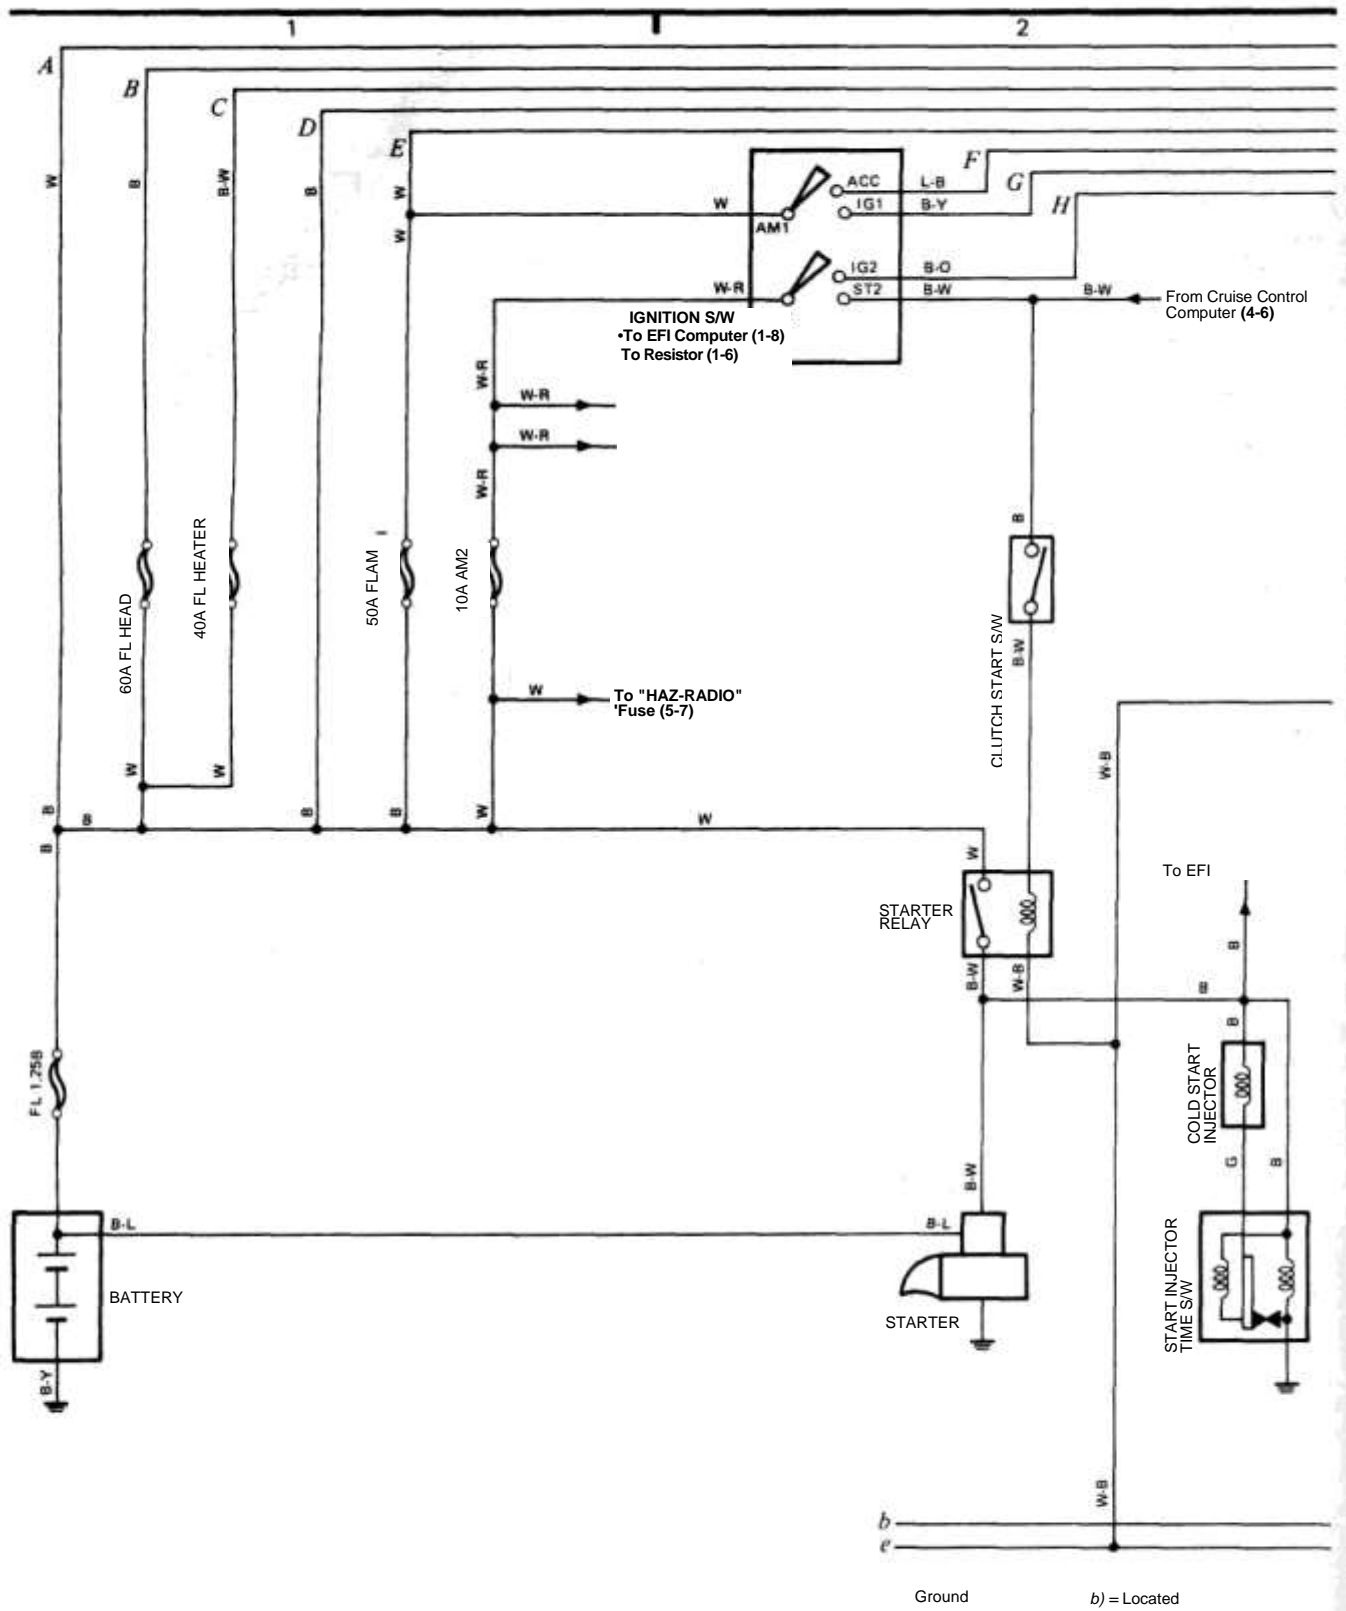 1 2
A
B
C
D
E
F
G
H
W
B
B-W
B
W
W
W
ACC
L-B
IG1
B-Y
AM1
IG2
B-O
W-R
ST2
B-W
B-W
From Cruise Control
Computer (4-6)
IGNITION S/W
•To EFI Computer (1-8)
To Resistor (1-6)
W-R
W-R
W-R
W-R
60A FL HEAD
40A FL HEATER
50A FLAM
10A AM2
B
CLUTCH START S/W
B-W
W
To "HAZ-RADIO"
'Fuse (5-7)
W
W
W-B
B
B
B
B
B
W
W
W
STARTER
RELAY
To EFI
B
B-W
W-B
B
B
FL 1.25B
COLD START
INJECTOR
G
B
B-W
B-L
B-L
BATTERY
STARTER
START INJECTOR
TIME S/W
B-Y
W-B
b
e
Ground
b) = Located